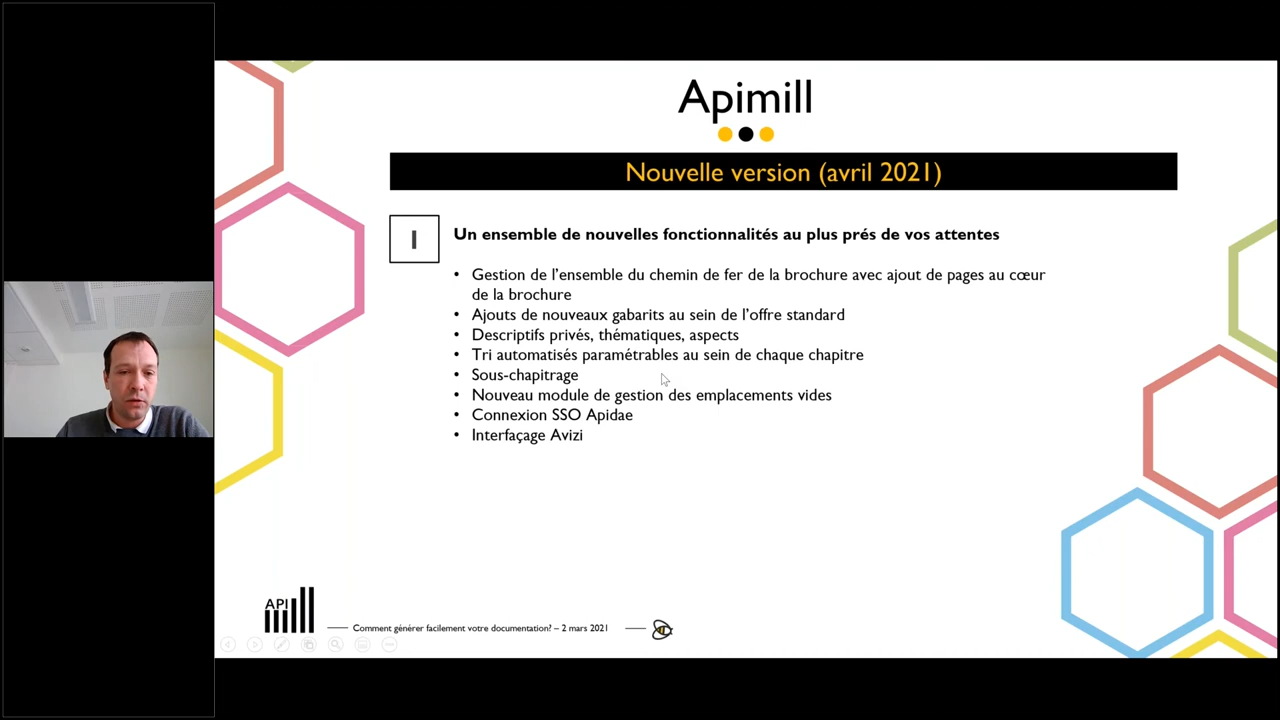 Apimill
Nouvelle version (avril 2021)
I
Un ensemble de nouvelles fonctionnalités au plus prés de vos attentes
• Gestion de l'ensemble du chemin de fer de la brochure avec ajout de pages au cœur
de la brochure
• Ajouts de nouveaux gabarits au sein de l'offre standard
• Descriptifs privés, thématiques, aspects
• Tri automatisés paramétrables au sein de chaque chapitre
• Sous-chapitrage
• Nouveau module de gestion des emplacements vides
• Connexion SSO Apidae
• Interfaçage Avizi
API
Comment générer facilement votre documentation? – 2 mars 2021